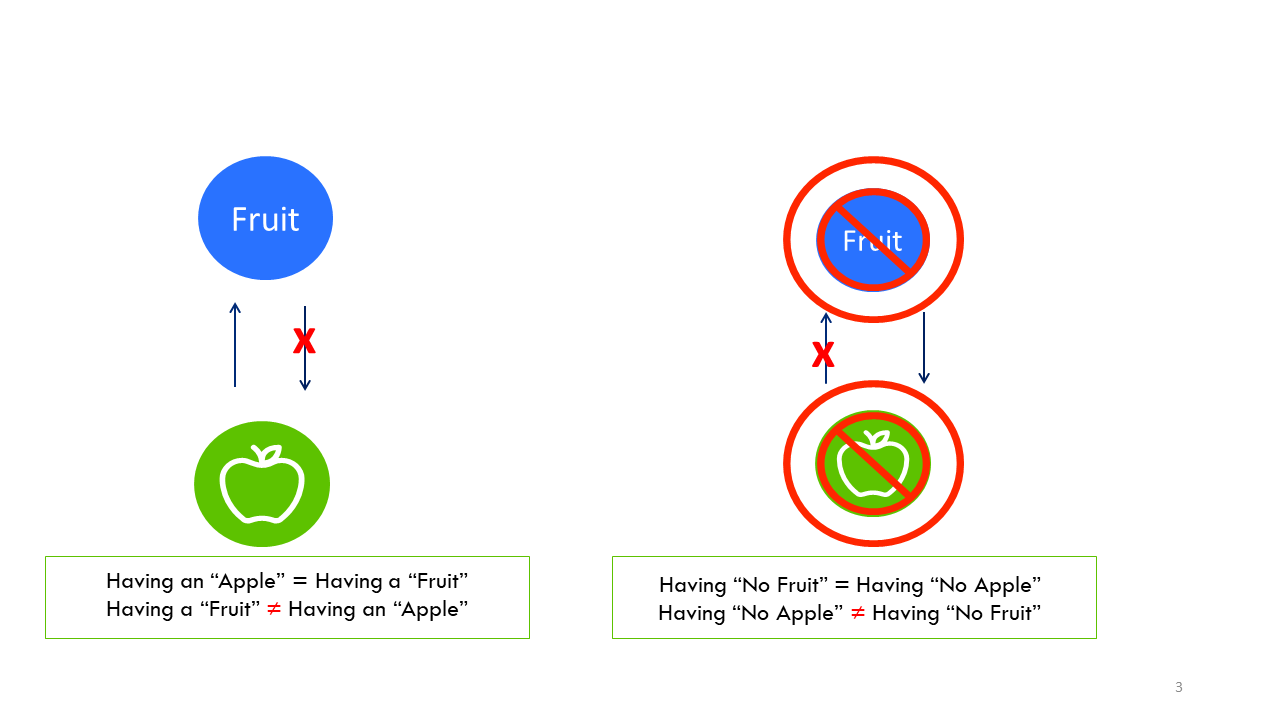 Fruit
X
Having an “Apple” = Having a “Fruit”
Having a “Fruit” ≠ Having an “Apple”
Fruit
X
Having “No Fruit” = Having “No Apple”
Having “No Apple” ≠ Having “No Fruit”
3